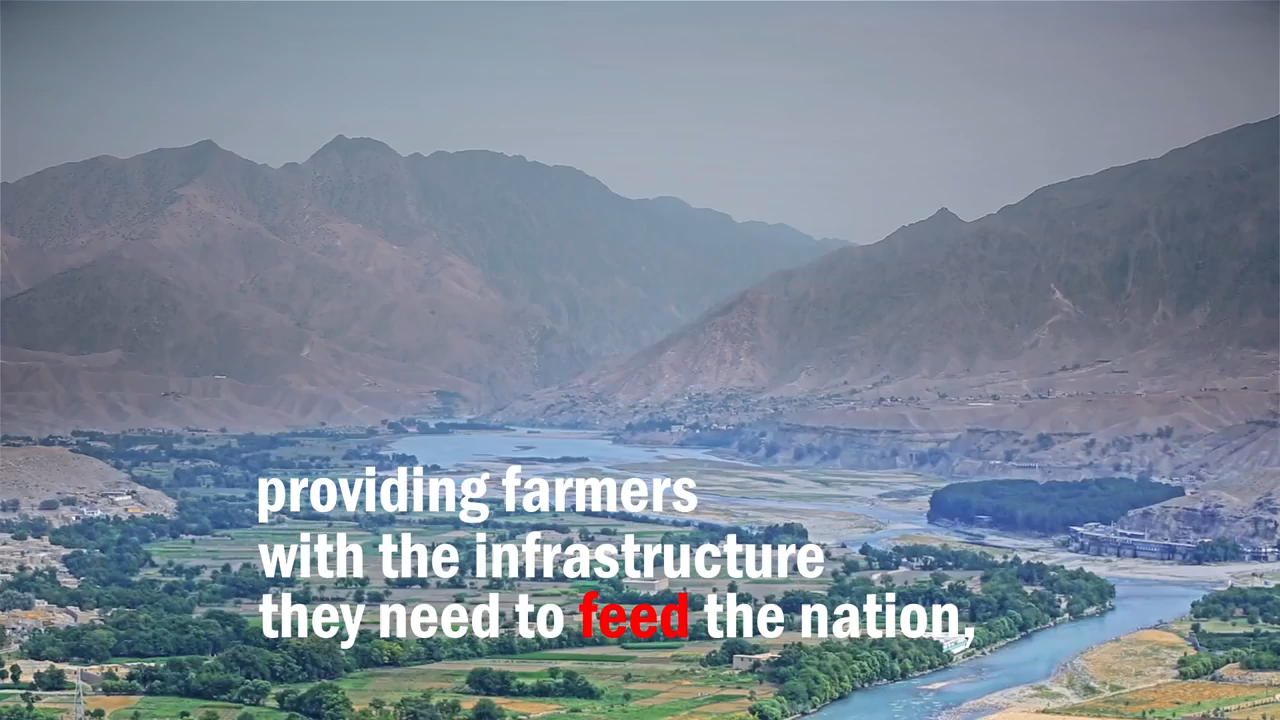 providing farmers
with the infrastructure
they need to feed the nation,